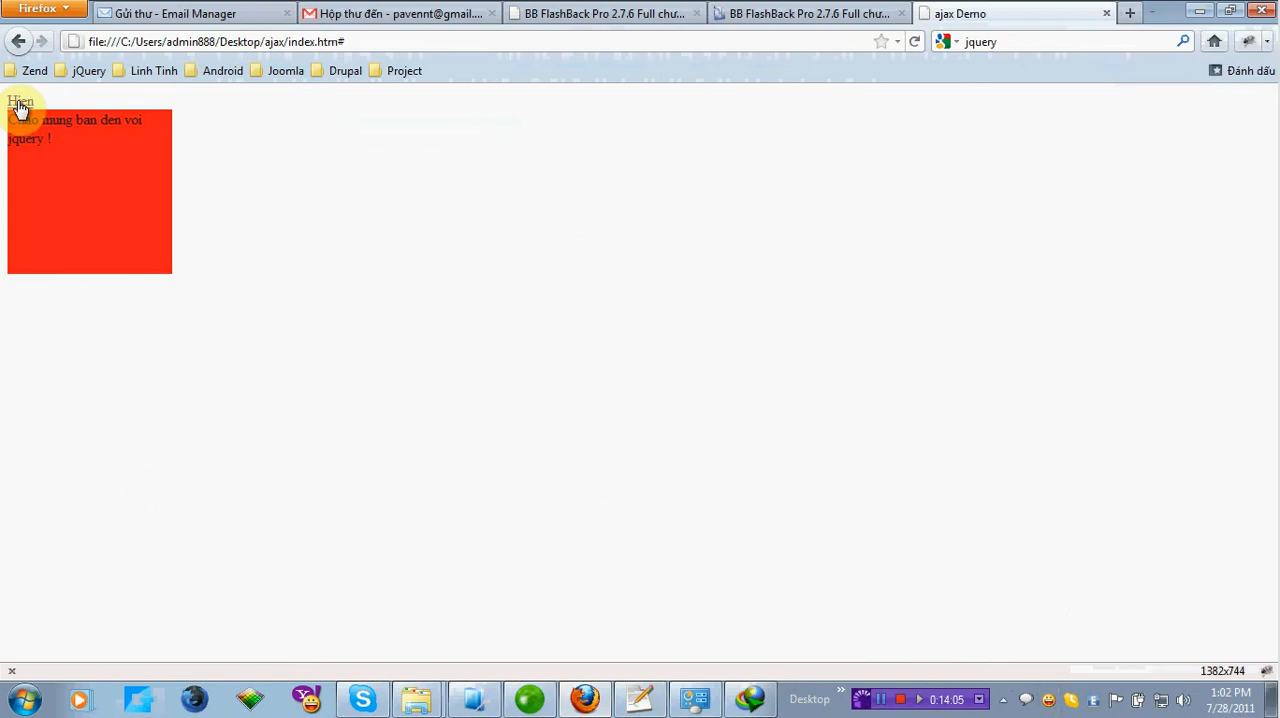 Firefox
Gửi thư - Email Manager
Hộp thư đến - pavennt@gmail....
BB FlashBack Pro 2.7.6 Full chư...
BB FlashBack Pro 2.7.6 Full chư...
ajax Demo
file:///C:/Users/admin888/Desktop/ajax/index.htm#
jquery
Zend
jQuery
Linh Tinh
Android
Joomla
Drupal
Project
Đánh dấu
Hien
Chao mung ban den voi
jquery !
1382x744
Desktop
0:14:05
1:02 PM
7/28/2011